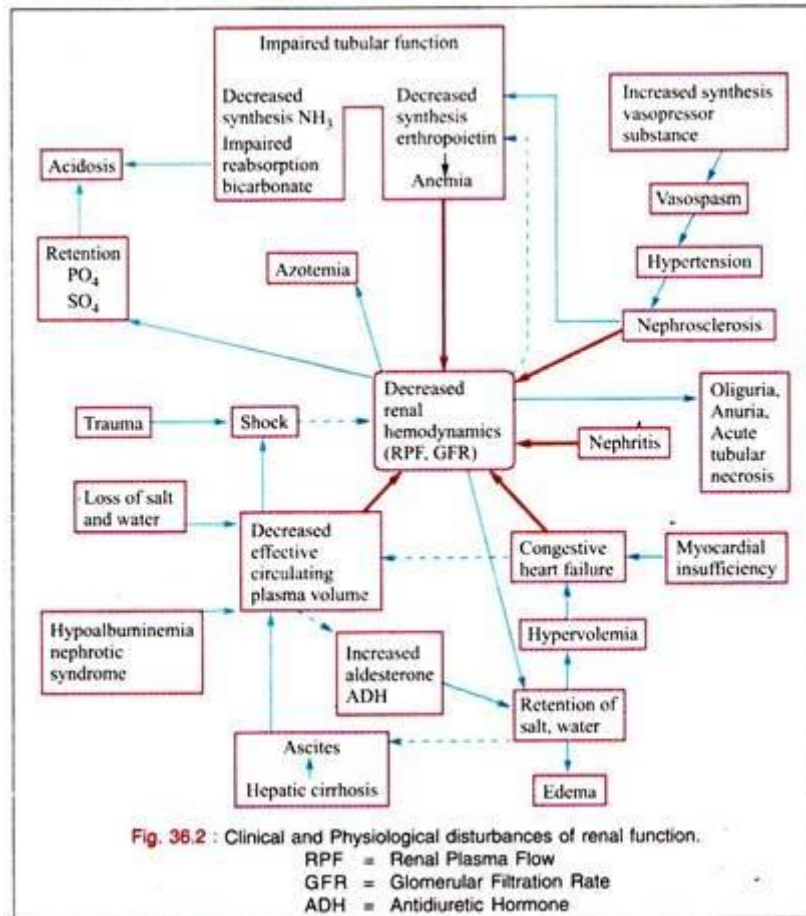 Impaired tubular function
Decreased
synthesis NH3
Impaired
reabsorption
bicarbonate
Decreased
synthesis
erthropoietin
Anemia
Increased synthesis
vasopressor
substance
Acidosis
Vasospasm
Retention
PO4
SO4
Azotemia
Hypertension
Nephrosclerosis
Decreased
renal
hemodynamics
(RPF, GFR)
Oliguria,
Anuria,
Acute
tubular
necrosis
Trauma
Shock
Nephritis
Loss of salt
and water
Decreased
effective
circulating
plasma volume
Congestive
heart failure
Myocardial
insufficiency
Hypoalbuminemia
nephrotic
syndrome
Increased
aldesterone
ADH
Hypervolemia
Retention of
salt, water
Ascites
Hepatic cirrhosis
Edema
Fig. 36.2 : Clinical and Physiological disturbances of renal function.
RPF = Renal Plasma Flow
GFR = Glomerular Filtration Rate
ADH = Antidiuretic Hormone